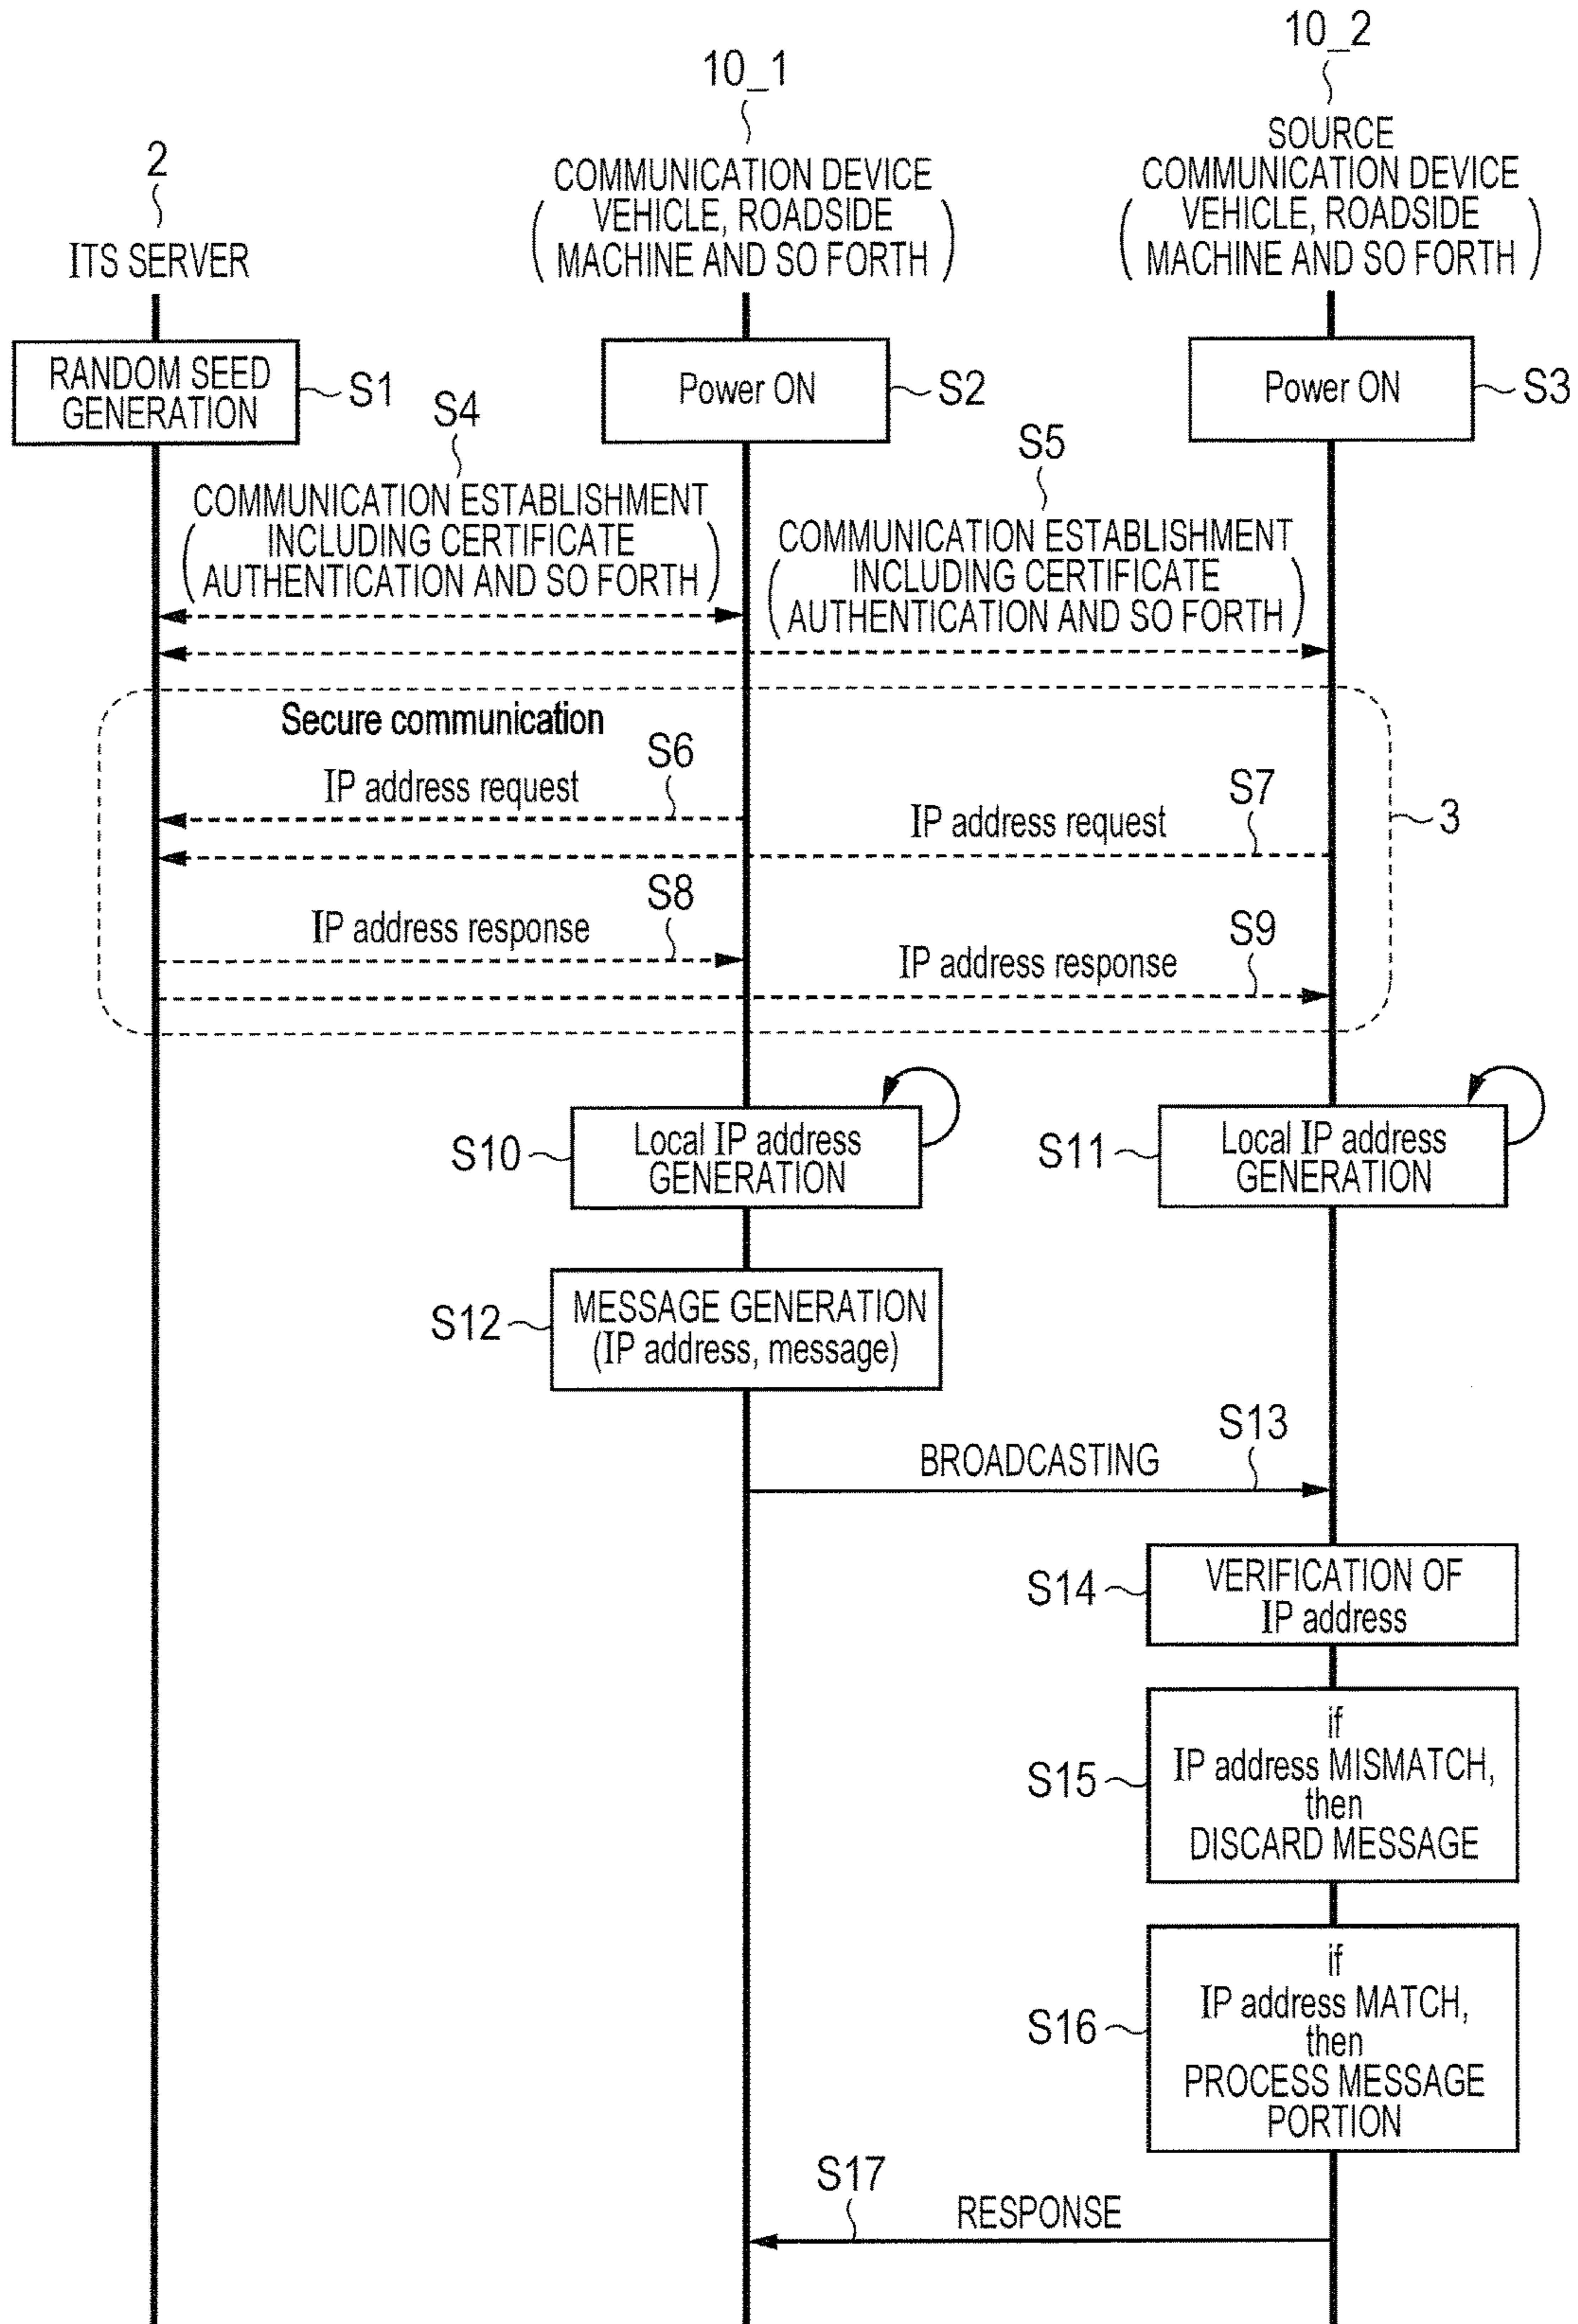 10_2
10_1
SOURCE
COMMUNICATION DEVICE
VEHICLE, ROADSIDE
MACHINE AND SO FORTH
2
COMMUNICATION DEVICE
(VEHICLE, ROADSIDE
MACHINE AND SO FORTH)
ITS SERVER
RANDOM SEED
GENERATION
S1
Power ON
S2
Power ON
S3
S4
COMMUNICATION ESTABLISHMENT
(INCLUDING CERTIFICATE
AUTHENTICATION AND SO FORTH)
S5
COMMUNICATION ESTABLISHMENT
(INCLUDING CERTIFICATE
AUTHENTICATION AND SO FORTH)
Secure communication
S6
IP address request
S7
IP address request
3
S8
IP address response
S9
IP address response
S10
Local IP address
GENERATION
S11
Local IP address
GENERATION
S12
MESSAGE GENERATION
(IP address, message)
S13
BROADCASTING
S14
VERIFICATION OF
IP address
S15
if
IP address MISMATCH,
then
DISCARD MESSAGE
S16
if
IP address MATCH,
then
PROCESS MESSAGE
PORTION
S17
RESPONSE